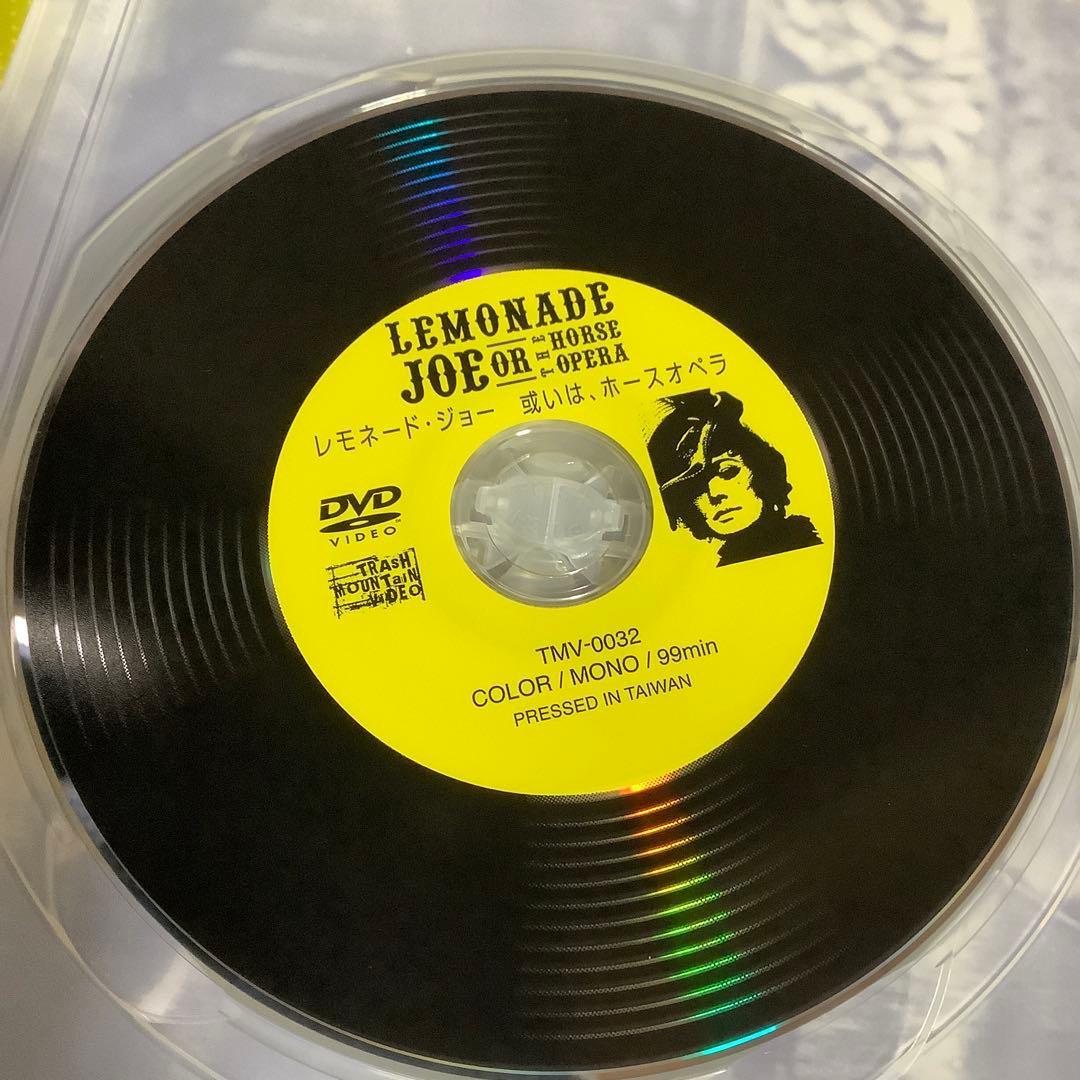 LEMONADE
JOE OR THE HORSE OPERA
レモネード・ジョー 或いは、ホースオペラ
DVD
VIDEO
TM
TRASH
MOUNTAIN
ViDEO
TMV-0032
COLOR / MONO / 99min
PRESSED IN TAIWAN